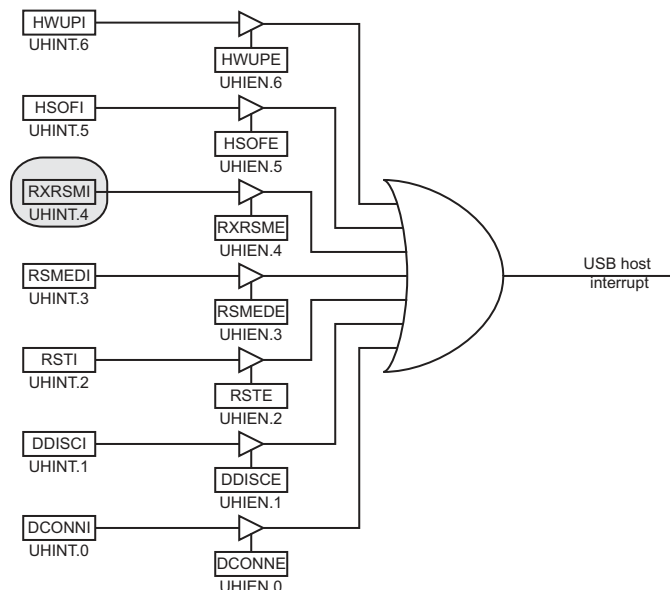 HWUPI
UHINT.6
HWUPE
UHIEN.6
HSOFI
UHINT.5
HSOFE
UHIEN.5
RXRSMI
UHINT.4
RXRSME
UHIEN.4
RSMEDI
UHINT.3
RSMEDE
UHIEN.3
RSTI
UHINT.2
RSTE
UHIEN.2
DDISCI
UHINT.1
DDISCE
UHIEN.1
DCONNI
UHINT.0
DCONNE
UHIEN.0
USB host
interrupt